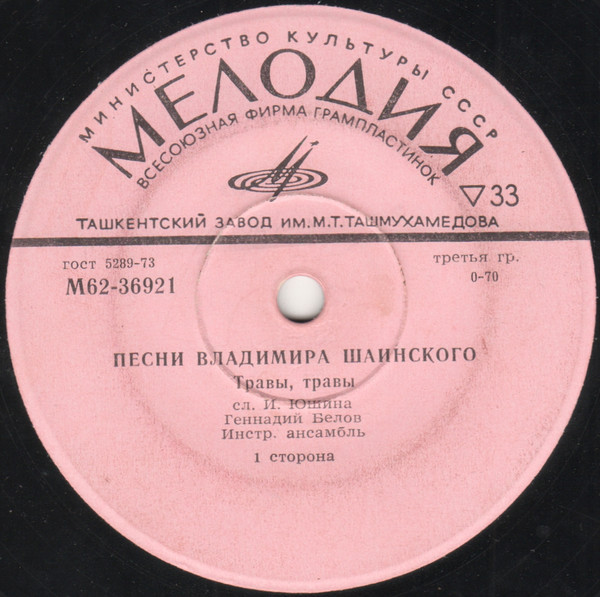 МИНИСТЕРСТВО КУЛЬТУРЫ СССР
МЕЛОДИЯ
ВСЕСОЮЗНАЯ ФИРМА ГРАМПЛАСТИНОК
▽33
ТАШКЕНТСКИЙ ЗАВОД ИМ.М.Т.ТАШМУХАМЕДОВА
гост 5289-73
третья гр.
М62-36921
0-70
ПЕСНИ ВЛАДИМИРА ШАИНСКОГО
Травы, травы
сл. И. Юшина
Геннадий Белов
Инстр. ансамбль
1 сторона